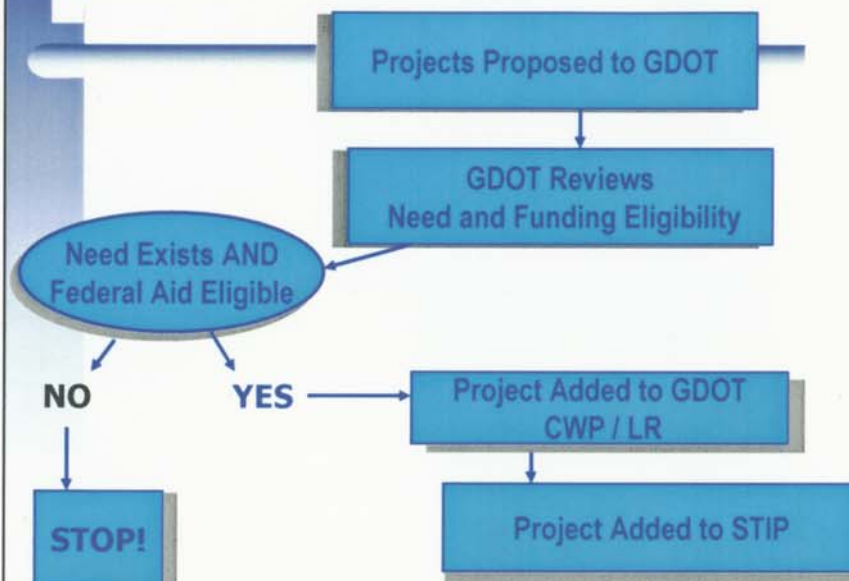 Projects Proposed to GDOT
GDOT Reviews
Need and Funding Eligibility
Need Exists AND
Federal Aid Eligible
NO
YES
Project Added to GDOT
CWP / LR
STOP!
Project Added to STIP